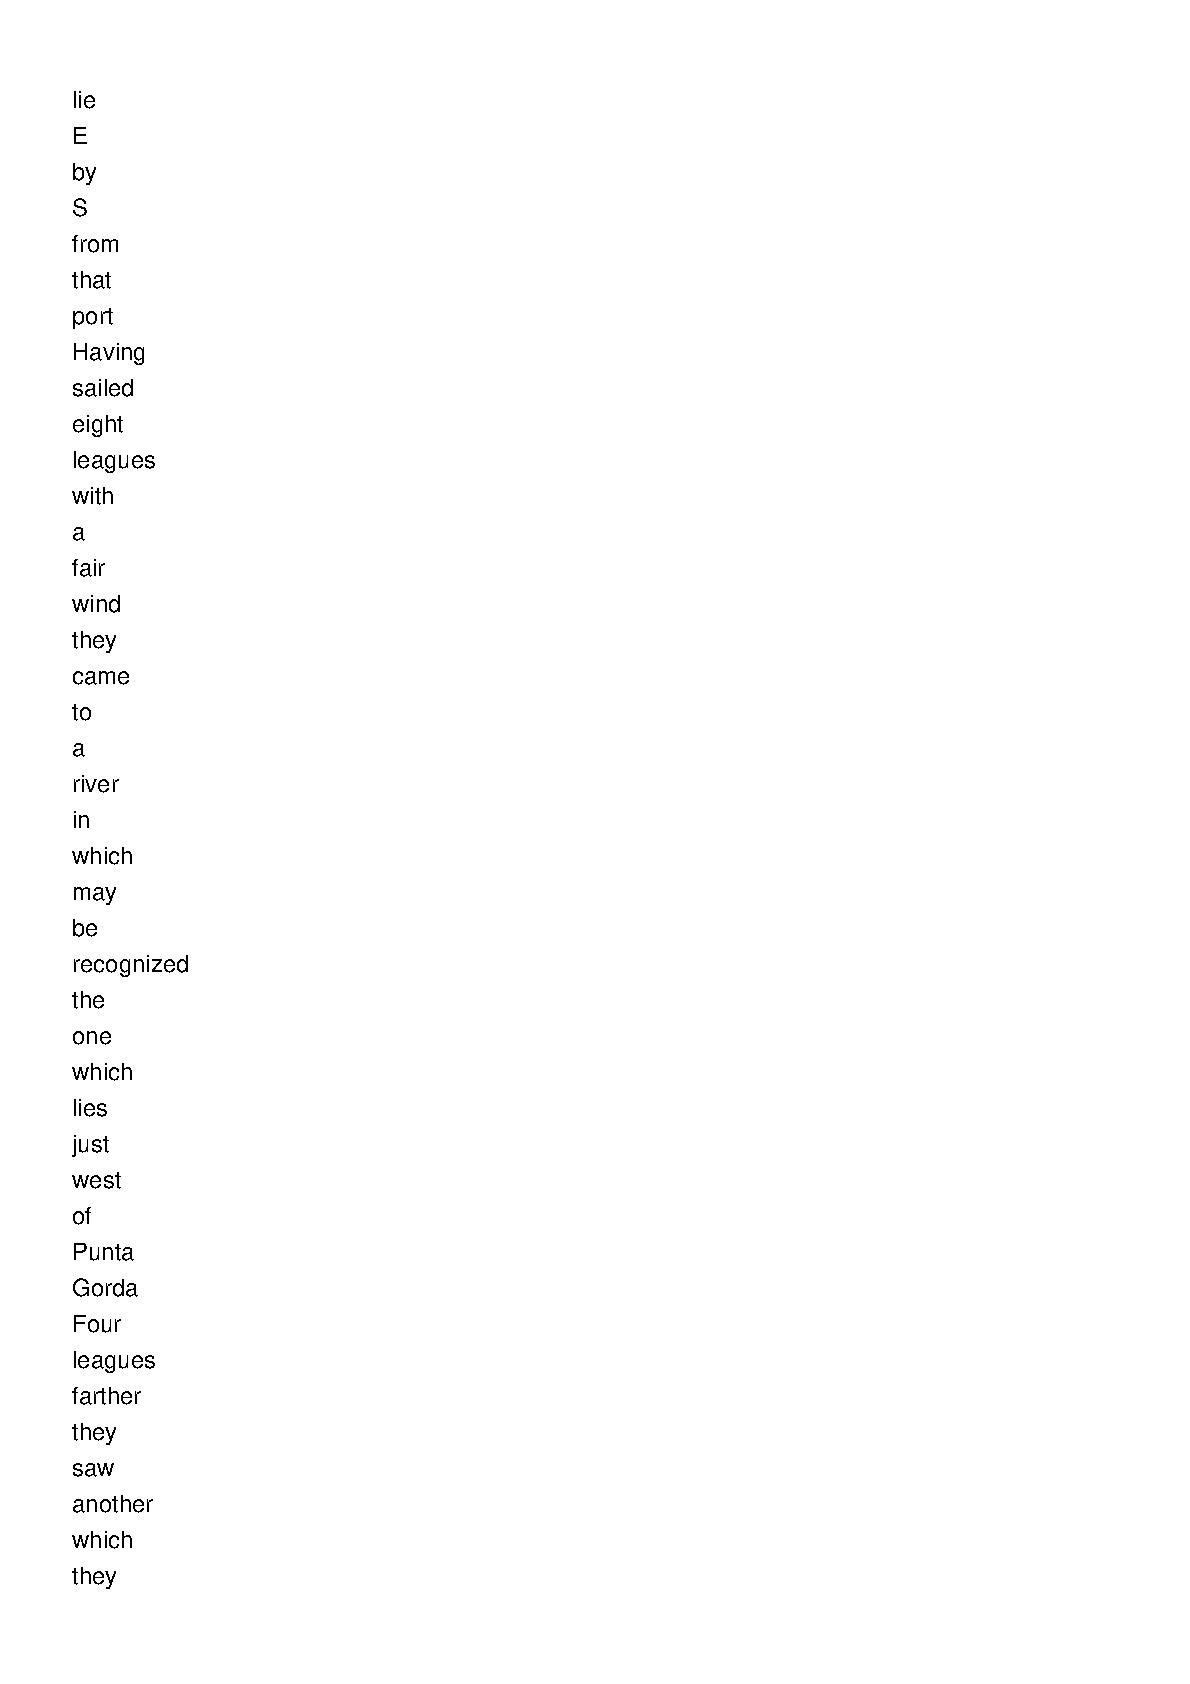 lie
E
by
S
from
that
port
Having
sailed
eight
leagues
with
a
fair
wind
they
came
to
a
river
in
which
may
be
recognized
the
one
which
lies
just
west
of
Punta
Gorda
Four
leagues
farther
they
saw
another
which
they